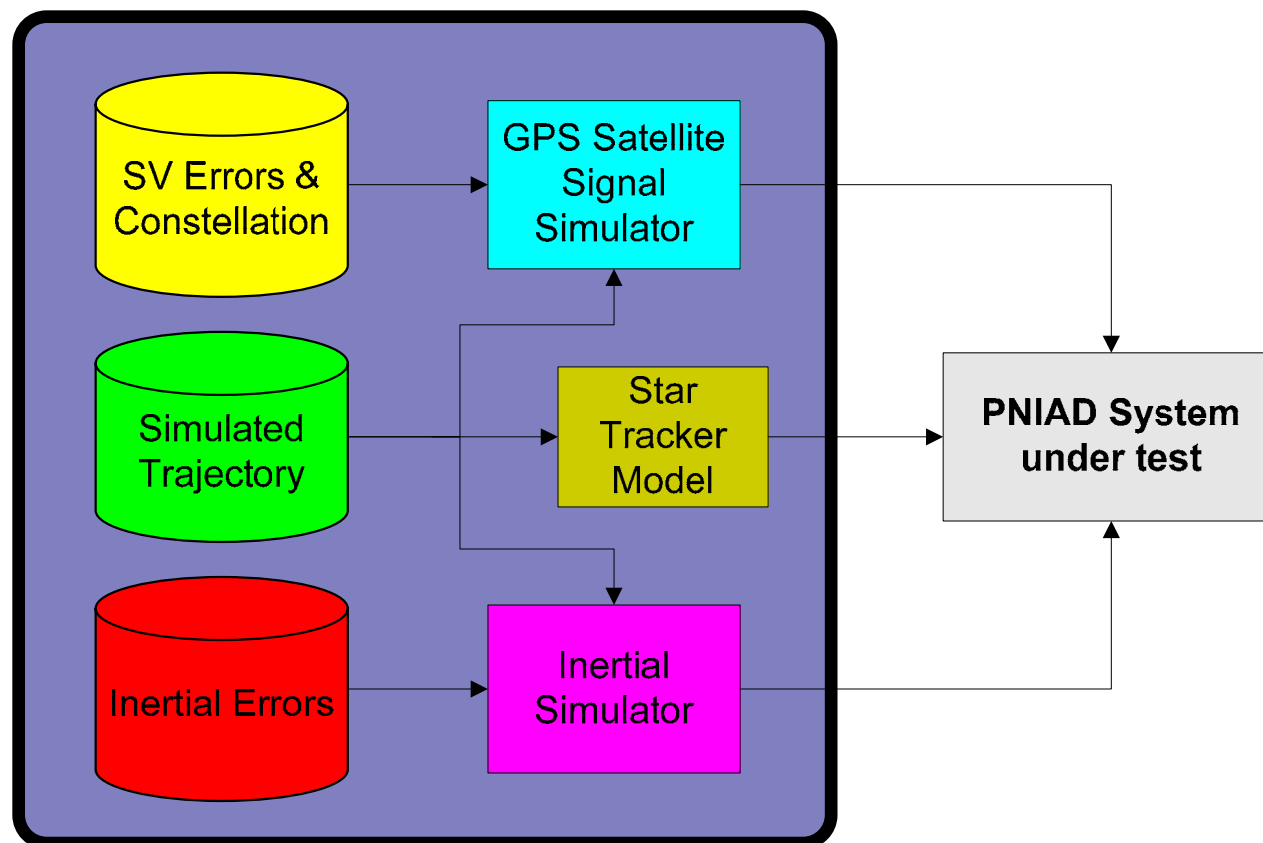 SV Errors &
Constellation
GPS Satellite
Signal
Simulator
Simulated
Trajectory
Star
Tracker
Model
PNIAD System
under test
Inertial Errors
Inertial
Simulator